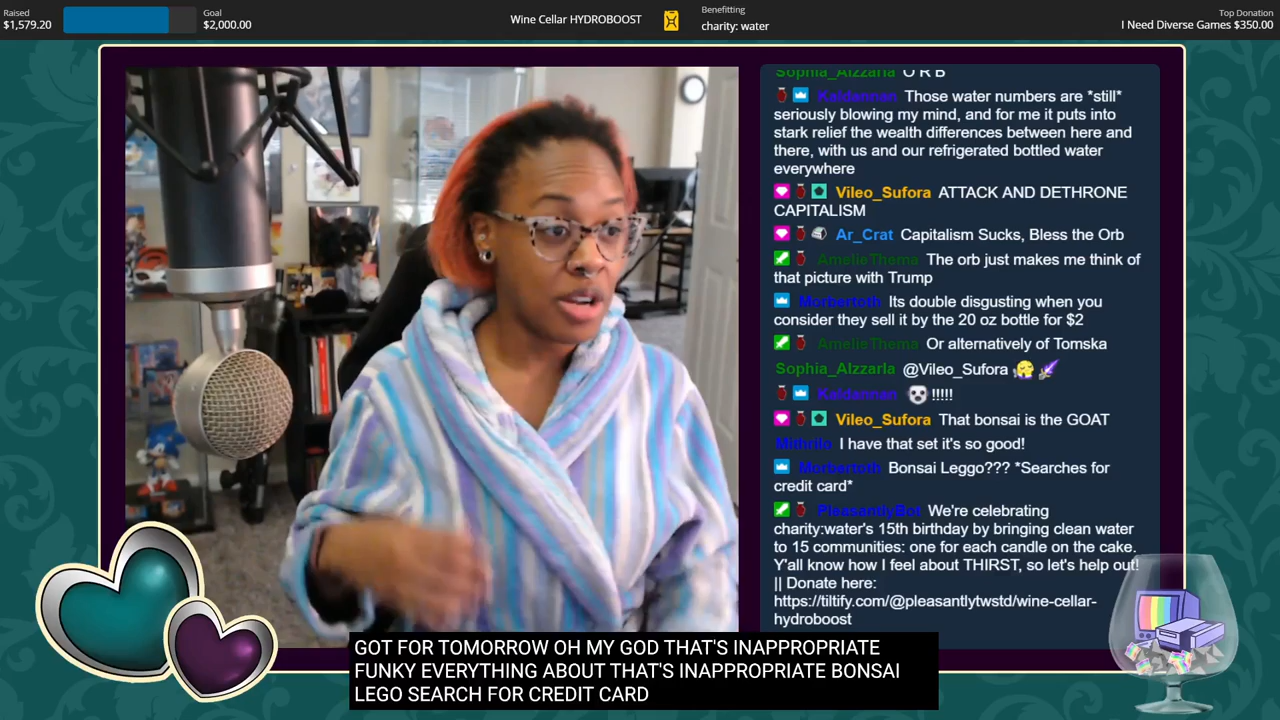 Raised
$1,579.20
Goal
$2,000.00
Wine Cellar HYDROBOOST
Benefitting
charity: water
Top Donation
I Need Diverse Games $350.00
Sophia_Alzzarla O R B
Kaldannan Those water numbers are *still*
seriously blowing my mind, and for me it puts into
stark relief the wealth differences between here and
there, with us and our refrigerated bottled water
everywhere
Vileo_Sufora ATTACK AND DETHRONE
CAPITALISM
Ar_Crat Capitalism Sucks, Bless the Orb
AmelieThema The orb just makes me think of
that picture with Trump
Morbertoth Its double disgusting when you
consider they sell it by the 20 oz bottle for $2
AmelieThema Or alternatively of Tomska
Sophia_Alzzarla @Vileo_Sufora
Kaldannan !!!!!
Vileo_Sufora That bonsai is the GOAT
Mithrilo I have that set it's so good!
Morbertoth Bonsai Leggo??? *Searches for
credit card*
PleasantlyBot We're celebrating
charity:water's 15th birthday by bringing clean water
to 15 communities: one for each candle on the cake.
Y'all know how I feel about THIRST, so let's help out!
|| Donate here:
https://tiltify.com/@pleasantlytwstd/wine-cellar-
hydroboost
GOT FOR TOMORROW OH MY GOD THAT'S INAPPROPRIATE
FUNKY EVERYTHING ABOUT THAT'S INAPPROPRIATE BONSAI
LEGO SEARCH FOR CREDIT CARD